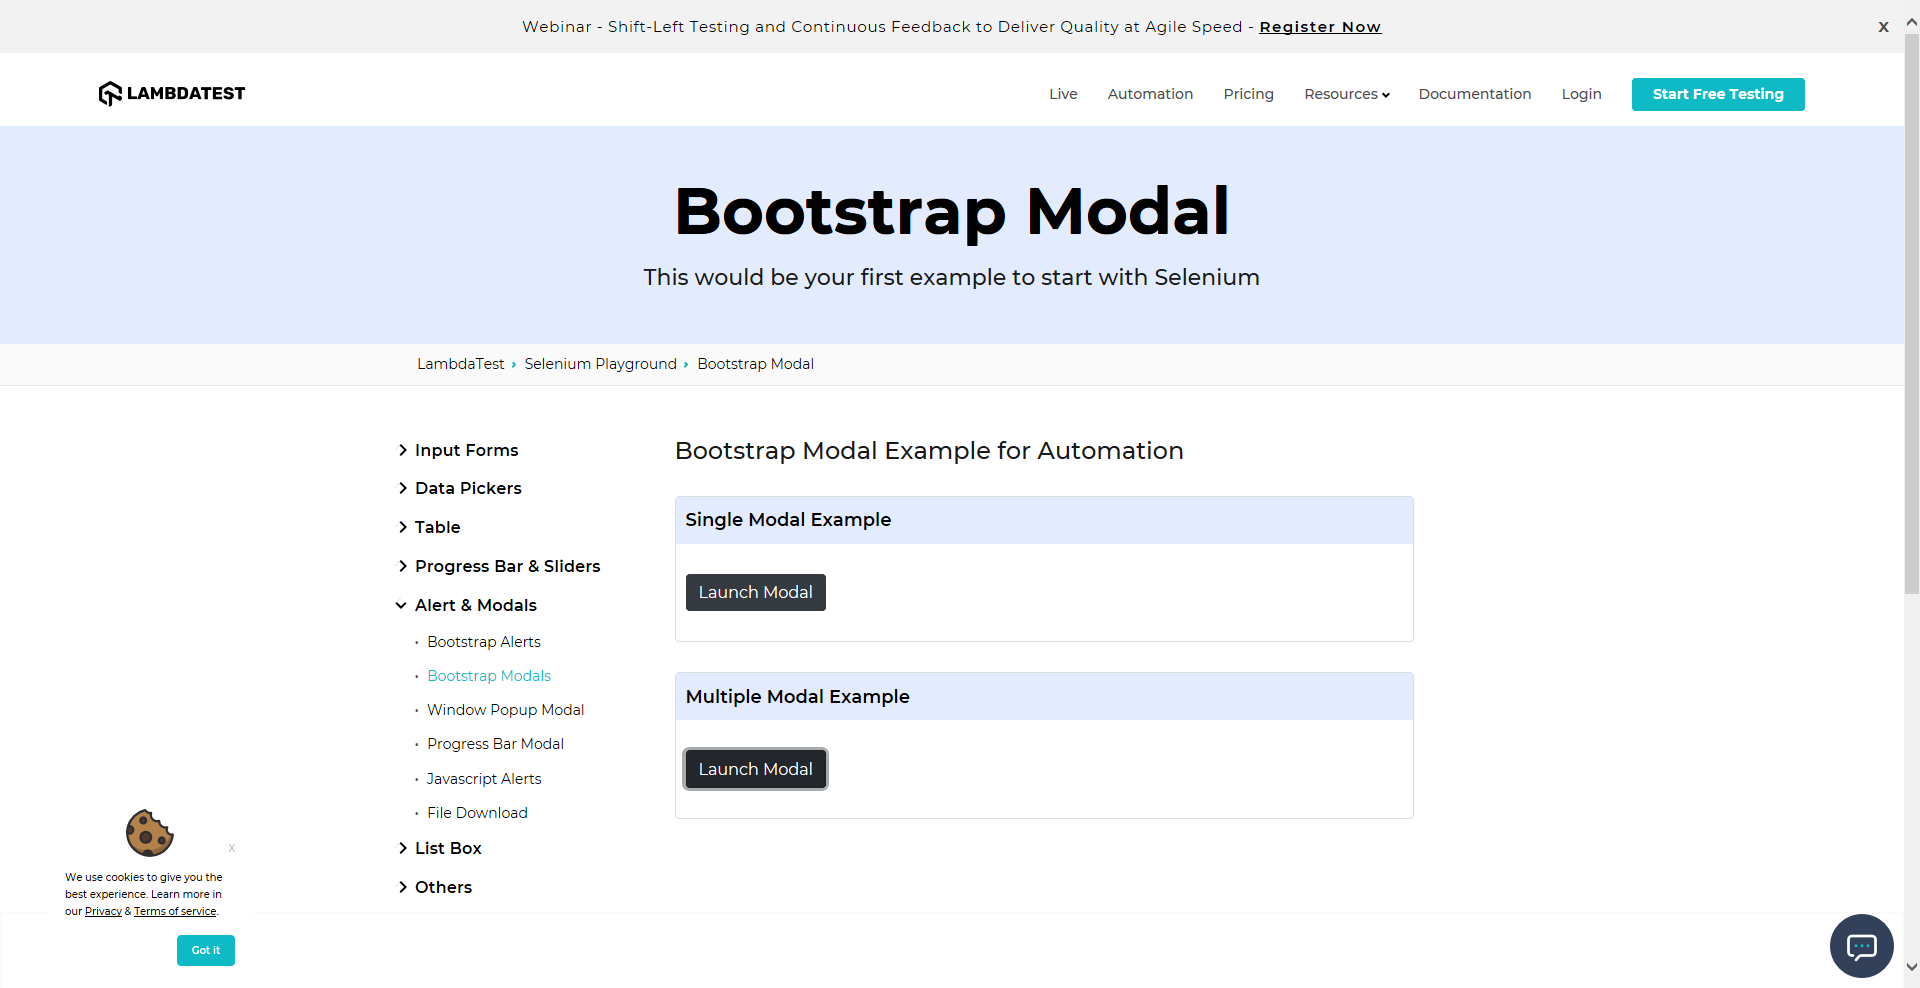 Webinar - Shift-Left Testing and Continuous Feedback to Deliver Quality at Agile Speed - Register Now
X
LAMBDATEST
Live Automation Pricing Resources Documentation Login Start Free Testing
Bootstrap Modal
This would be your first example to start with Selenium
LambdaTest › Selenium Playground › Bootstrap Modal
Input Forms
Data Pickers
Table
Progress Bar & Sliders
Alert & Modals
Bootstrap Alerts
Bootstrap Modals
Window Popup Modal
Progress Bar Modal
Javascript Alerts
File Download
List Box
Others
Bootstrap Modal Example for Automation
Single Modal Example
Launch Modal
Multiple Modal Example
Launch Modal
X
We use cookies to give you the
best experience. Learn more in
our Privacy & Terms of service.
Got it